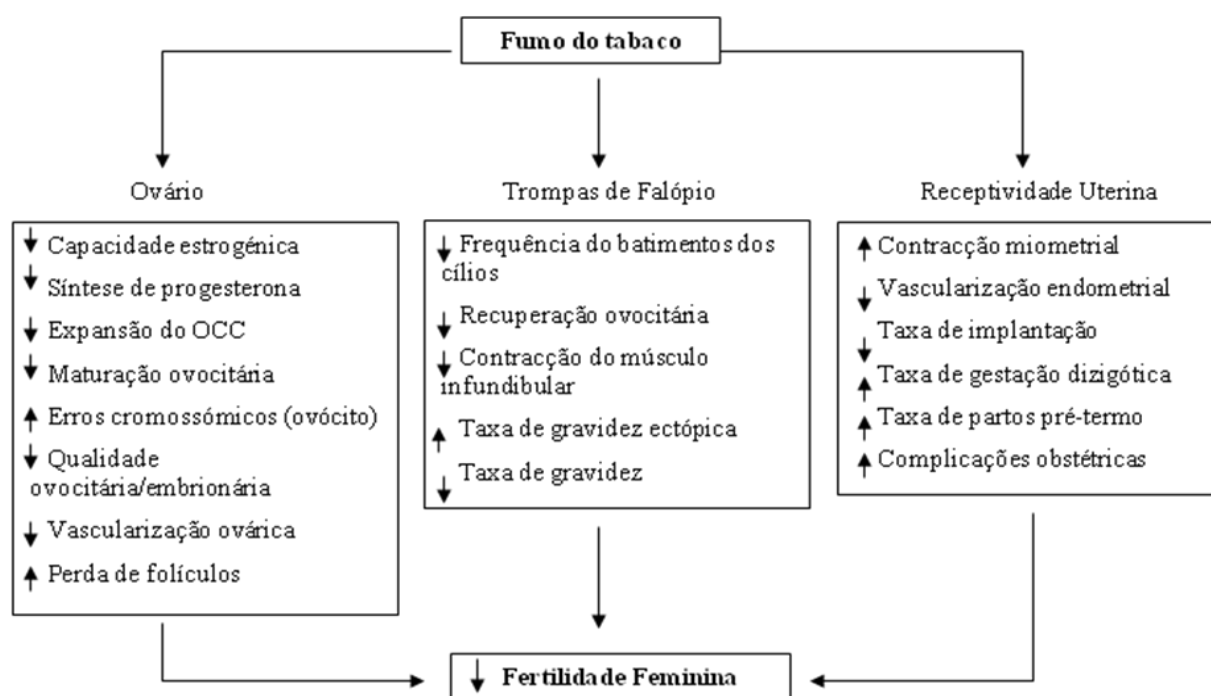 Fumo do tabaco
Ovário
↓ Capacidade estrogénica
↓ Síntese de progesterona
↓ Expansão do OCC
↓ Maturação ovocitária
↑ Erros cromossómicos (ovócito)
↓ Qualidade
ovocitária/embrionária
↓ Vascularização ovárica
↑ Perda de folículos
Trompas de Falópio
↓ Frequência do batimentos dos
cílios
↓ Recuperação ovocitária
↓ Contracção do músculo
infundibular
↑ Taxa de gravidez ectópica
↓ Taxa de gravidez
Receptividade Uterina
↑ Contracção miometrial
↓ Vascularização endometrial
↓ Taxa de implantação
↑ Taxa de gestação dizigótica
↑ Taxa de partos pré-termo
↑ Complicações obstétricas
↓ Fertilidade Feminina